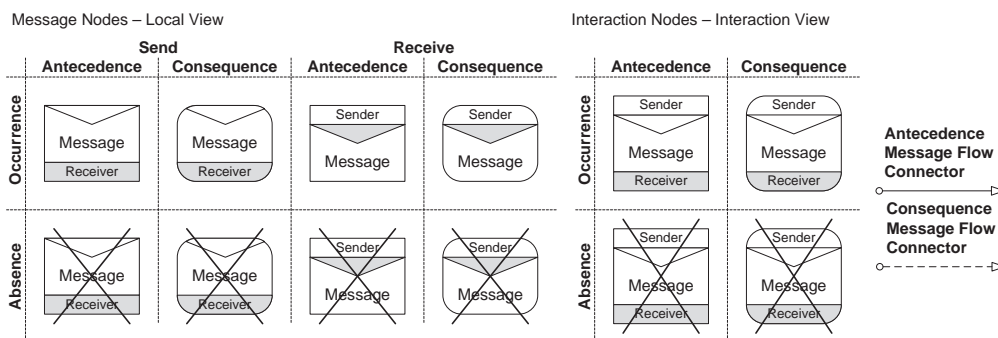 Message Nodes – Local View
Interaction Nodes – Interaction View
Send
Receive
Antecedence
Consequence
Antecedence
Consequence
Antecedence
Consequence
Occurrence
Message
Receiver
Message
Receiver
Sender
Message
Sender
Message
Sender
Message
Receiver
Sender
Message
Receiver
Antecedence
Message Flow
Connector
Consequence
Message Flow
Connector
Absence
Message
Receiver
Message
Receiver
Sender
Message
Sender
Message
Sender
Message
Receiver
Sender
Message
Receiver